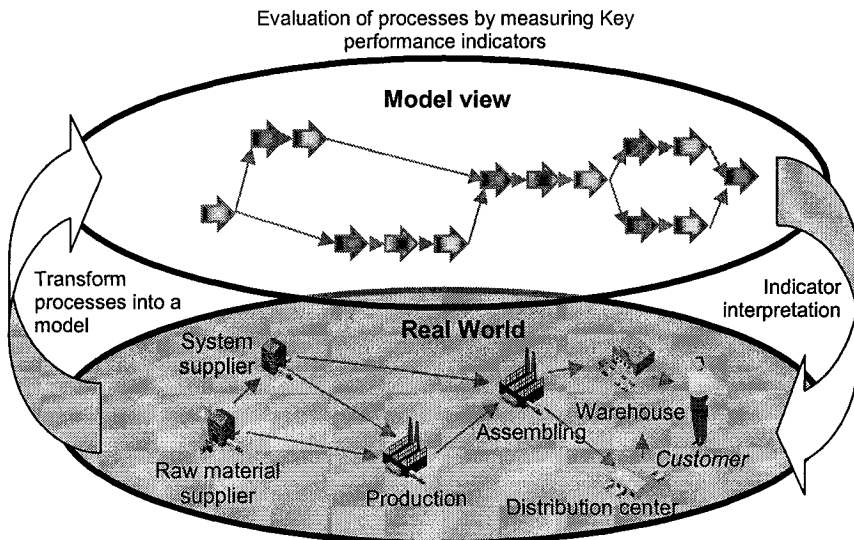 Evaluation of processes by measuring Key
performance indicators
Model view
Transform
processes into a
model
Indicator
interpretation
Real World
System
supplier
Raw material
supplier
Production
Assembling
Warehouse
Customer
Distribution center